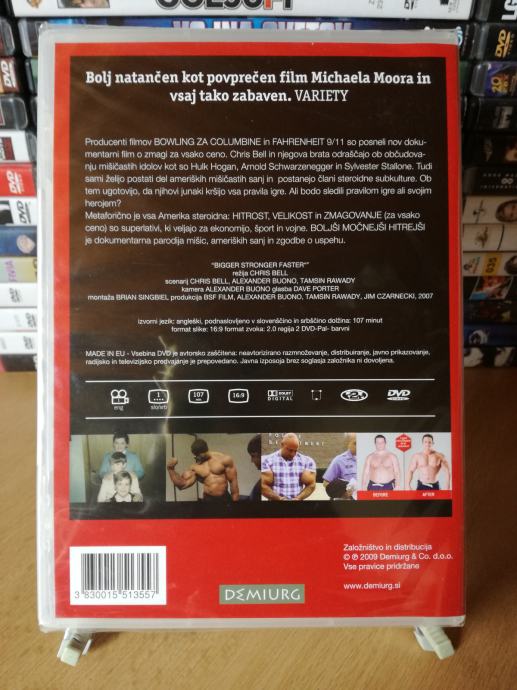 Bolj natančen kot povprečen film Michaela Moora in
vsaj tako zabaven. VARIETY
Producenti filmov BOWLING ZA COLUMBINE in FAHRENHEIT 9/11 so posneli nov doku-
mentarni film o zmagi za vsako ceno. Chris Bell in njegova brata odraščajo ob občudova-
nju mišičastih idolov kot so Hulk Hogan, Arnold Schwarzenegger in Sylvester Stallone. Tudi
sami želijo postati del ameriških mišičastih sanj in postanejo člani steroidne subkulture. Ob
tem ugotovijo, da njihovi junaki kršijo vsa pravila igre. Ali bodo sledili pravilom igre ali svojim
herojem?
Metaforično je vsa Amerika steroidna: HITROST, VELIKOST in ZMAGOVANJE (za vsako
ceno) so superlativi, ki veljajo za ekonomijo, šport in vojne. BOLJŠI MOČNEJŠI HITREJŠI
je dokumentarna parodija mišic, ameriških sanj in zgodbe o uspehu.
"BIGGER STRONGER FASTER"
režija CHRIS BELL
scenarij CHRIS BELL, ALEXANDER BUONO, TAMSIN RAWADY
kamera ALEXANDER BUONO glasba DAVE PORTER
montaža BRIAN SINGBIEL produkcija BSF FILM, ALEXANDER BUONO, TAMSIN RAWADY, JIM CZARNECKI, 2007
izvorni jezik: angleški, podnaslovljeno v slovenščino in srbščino dolžina: 107 minut
format slike: 16:9 format zvoka: 2.0 regija 2 DVD-Pal- barvni
MADE IN EU - Vsebina DVD je avtorsko zaščitena: neavtorizirano razmnoževanje, distribuiranje, javno prikazovanje,
radijsko in televizijsko predvajanje je prepovedano. Javna izposoja brez soglasja založnika ni dovoljena.
eng
1
slo/srb
107
min
16:9
DOLBY
DIGITAL
2
DVD
BEFORE
AFTER
Založništvo in distribucija
© ℗ 2009 Demiurg & Co. d.o.o.
Vse pravice pridržane
www.demiurg.si
3 830015 513557
DEMIURG